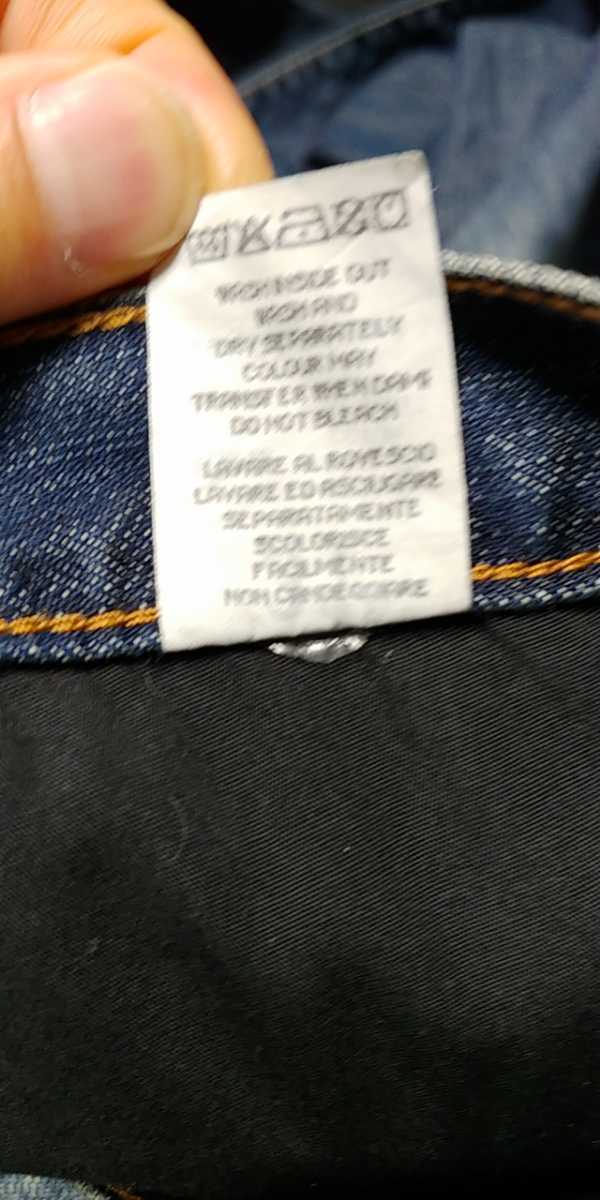 WASH INSIDE OUT
WASH AND
DRY SEPARATELY
COLOUR MAY
TRANSFER WHEN DAMP
DO NOT BLEACH
LAVARE AL ROVESCIO
LAVARE ED ASCIUGARE
SEPARATAMENTE
SCOLORISCE
FACILMENTE
NON CANDEGGIARE